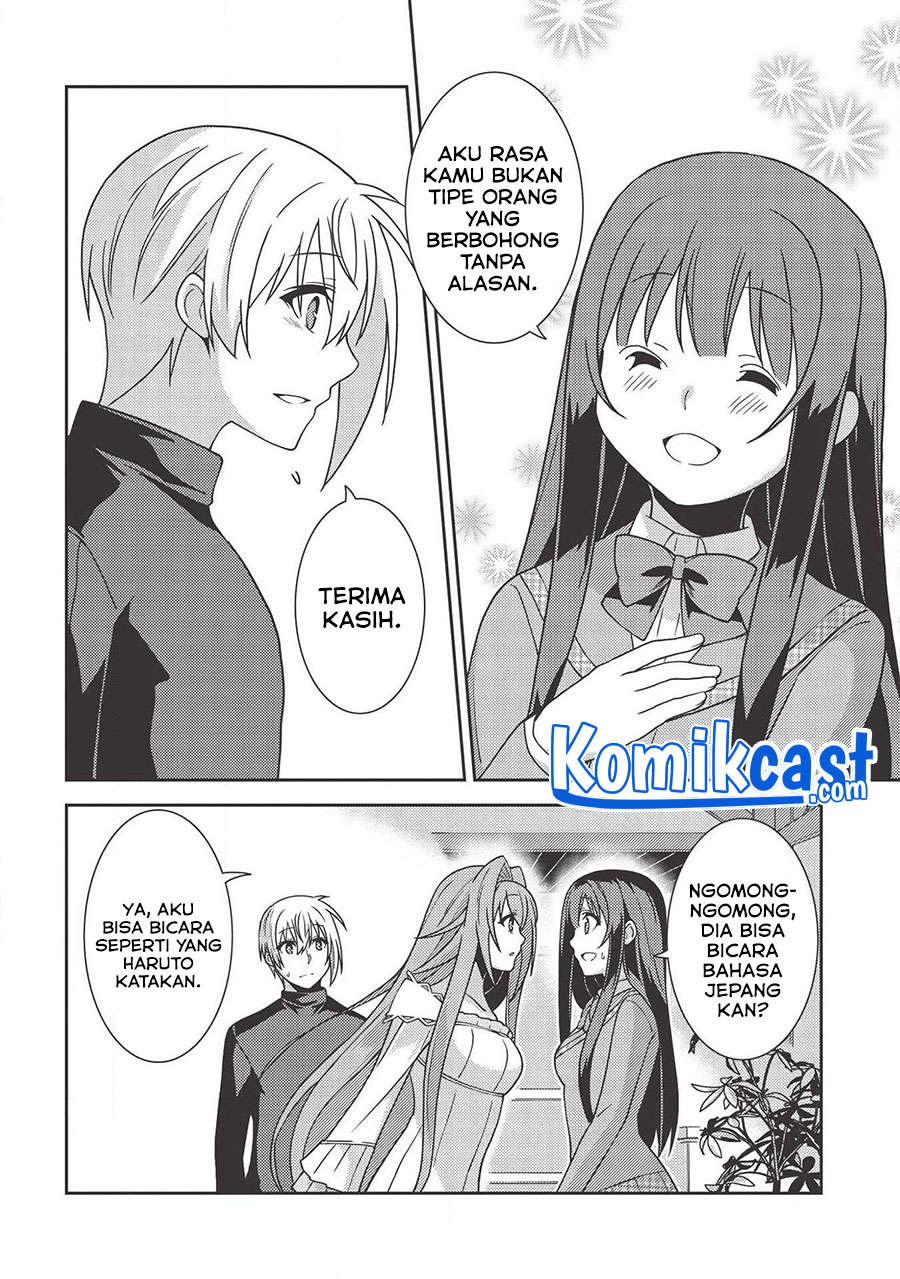 AKU RASA
KAMU BUKAN
TIPE ORANG
YANG
BERBOHONG
TANPA
ALASAN.
TERIMA
KASIH.
Komikcast
.com
NGOMONG-
NGOMONG,
DIA BISA
BICARA
BAHASA
JEPANG
KAN?
YA, AKU
BISA BICARA
SEPERTI YANG
HARUTO
KATAKAN.